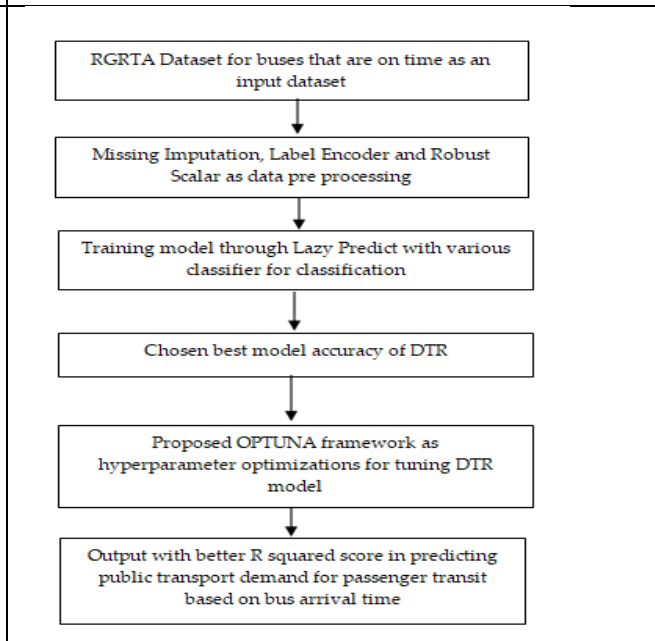 RGRTA Dataset for buses that are on time as an
input dataset
Missing Imputation, Label Encoder and Robust
Scalar as data pre processing
Training model through Lazy Predict with various
classifier for classification
Chosen best model accuracy of DTR
Proposed OPTUNA framework as
hyperparameter optimizations for tuning DTR
model
Output with better R squared score in predicting
public transport demand for passenger transit
based on bus arrival time